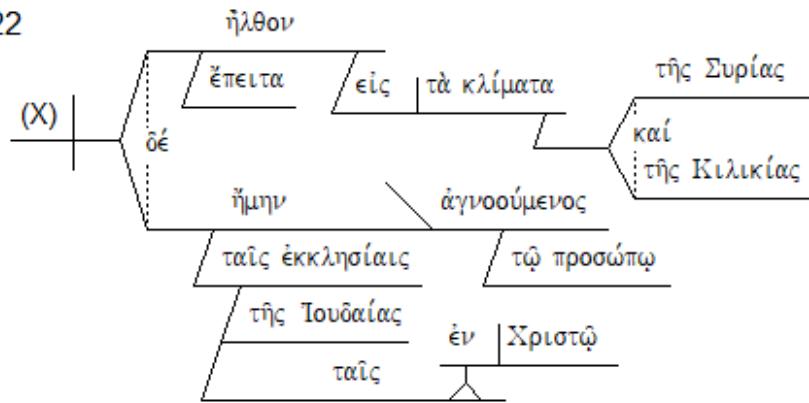 22
ἦλθον
ἔπειτα εἰς τὰ κλίματα τῆς Συρίας
(X) δέ καί
τῆς Κιλικίας
ἤμην ἀγνοούμενος
ταῖς ἐκκλησίαις τῷ προσώπῳ
τῆς Ἰουδαίας
ἐν Χριστῷ
ταῖς